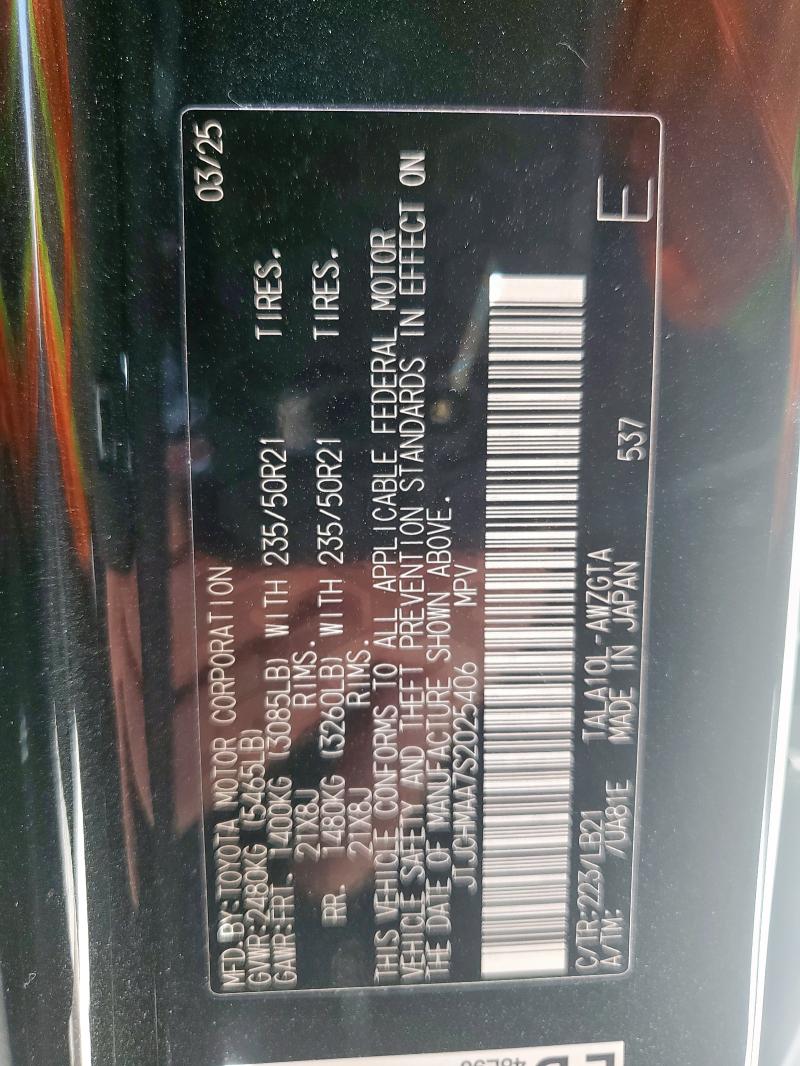 03/25
MFD.BY:TOYOTA MOTOR CORPORATION
GVWR:2480KG (5465LB)
GAWR:FRT. 1400KG (3085LB) WITH 235/50R21 TIRES.
21X8J RIMS.
RR. 1480KG (3260LB) WITH 235/50R21 TIRES.
21X8J RIMS.
THIS VEHICLE CONFORMS TO ALL APPLICABLE FEDERAL MOTOR
VEHICLE SAFETY AND THEFT PREVENTION STANDARDS IN EFFECT ON
THE DATE OF MANUFACTURE SHOWN ABOVE.
JTJCHMAA7S2025406 MPV
C/TR:223/LB21 TALA10L-AWZGTA
A/TM: /UA81E MADE IN JAPAN 537
E